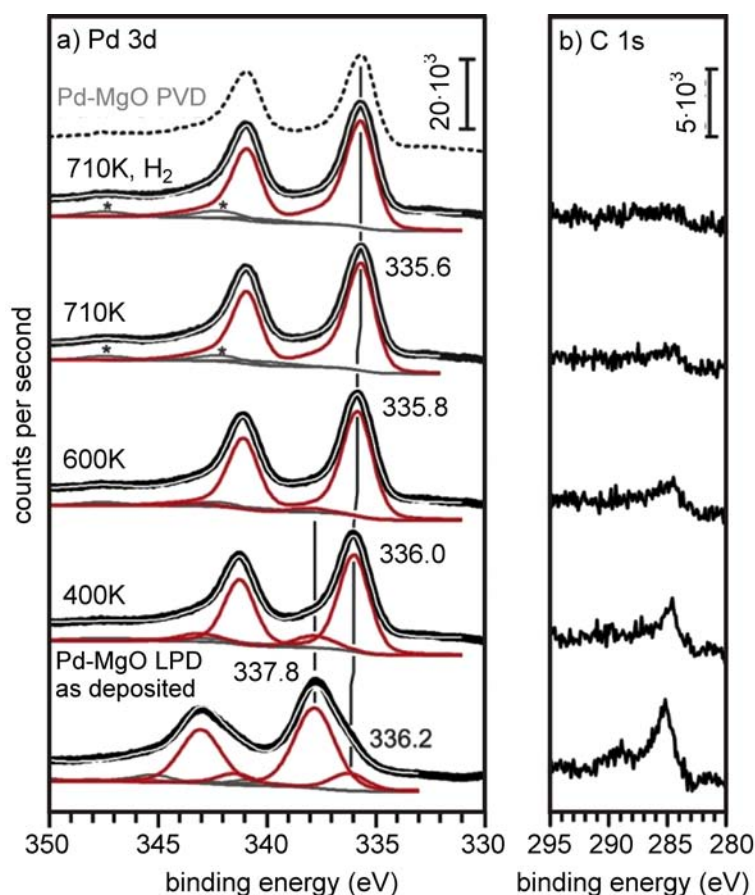 a) Pd 3d
Pd-MgO PVD
20·10³
710K, H₂
* *
335.6
710K
* *
335.8
600K
336.0
400K
Pd-MgO LPD
as deposited
337.8
336.2
counts per second
350 345 340 335 330
binding energy (eV)
b) C 1s
5·10³
295 290 285 280
binding energy (eV)